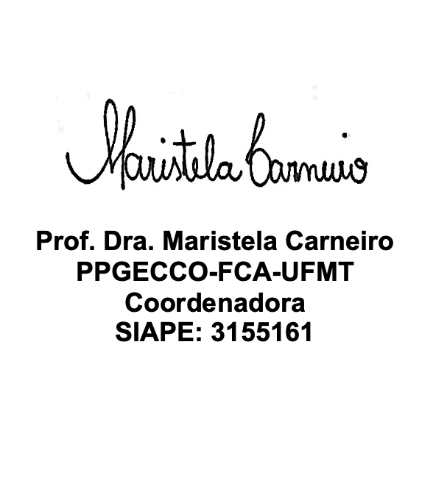 Maristela Carneiro
Prof. Dra. Maristela Carneiro
PPGECCO-FCA-UFMT
Coordenadora
SIAPE: 3155161